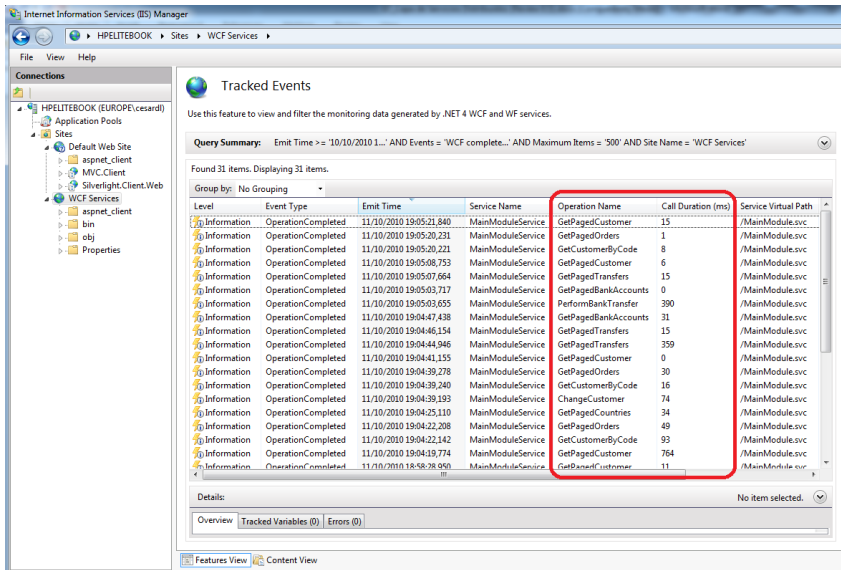 Internet Information Services (IIS) Manager
HPELITEBOOK Sites WCF Services
File View Help
Connections
HPELITEBOOK (EUROPE\cesardl)
Application Pools
Sites
Default Web Site
aspnet_client
MVC.Client
Silverlight.Client.Web
WCF Services
aspnet_client
bin
obj
Properties
Tracked Events
Use this feature to view and filter the monitoring data generated by .NET 4 WCF and WF services.
Query Summary: Emit Time >= '10/10/2010 1...' AND Events = 'WCF complete...' AND Maximum Items = '500' AND Site Name = 'WCF Services'
Found 31 items. Displaying 31 items.
Group by: No Grouping
Level Event Type Emit Time Service Name Operation Name Call Duration (ms) Service Virtual Path
Information OperationCompleted 11/10/2010 19:05:21,840 MainModuleService GetPagedCustomer 15 /MainModule.svc
Information OperationCompleted 11/10/2010 19:05:20,231 MainModuleService GetPagedOrders 1 /MainModule.svc
Information OperationCompleted 11/10/2010 19:05:20,221 MainModuleService GetCustomerByCode 8 /MainModule.svc
Information OperationCompleted 11/10/2010 19:05:08,753 MainModuleService GetPagedCustomer 6 /MainModule.svc
Information OperationCompleted 11/10/2010 19:05:07,664 MainModuleService GetPagedTransfers 15 /MainModule.svc
Information OperationCompleted 11/10/2010 19:05:03,717 MainModuleService GetPagedBankAccounts 0 /MainModule.svc
Information OperationCompleted 11/10/2010 19:05:03,655 MainModuleService PerformBankTransfer 390 /MainModule.svc
Information OperationCompleted 11/10/2010 19:04:47,438 MainModuleService GetPagedBankAccounts 31 /MainModule.svc
Information OperationCompleted 11/10/2010 19:04:46,154 MainModuleService GetPagedTransfers 15 /MainModule.svc
Information OperationCompleted 11/10/2010 19:04:44,946 MainModuleService GetPagedTransfers 359 /MainModule.svc
Information OperationCompleted 11/10/2010 19:04:41,155 MainModuleService GetPagedCustomer 0 /MainModule.svc
Information OperationCompleted 11/10/2010 19:04:39,278 MainModuleService GetPagedOrders 30 /MainModule.svc
Information OperationCompleted 11/10/2010 19:04:39,240 MainModuleService GetCustomerByCode 16 /MainModule.svc
Information OperationCompleted 11/10/2010 19:04:39,193 MainModuleService ChangeCustomer 74 /MainModule.svc
Information OperationCompleted 11/10/2010 19:04:25,110 MainModuleService GetPagedCountries 34 /MainModule.svc
Information OperationCompleted 11/10/2010 19:04:22,208 MainModuleService GetPagedOrders 49 /MainModule.svc
Information OperationCompleted 11/10/2010 19:04:22,142 MainModuleService GetCustomerByCode 93 /MainModule.svc
Information OperationCompleted 11/10/2010 19:04:19,774 MainModuleService GetPagedCustomer 764 /MainModule.svc
Information OperationCompleted 11/10/2010 18:58:28,950 MainModuleService GetPagedCustomer 11 /MainModule.svc
Details: No item selected.
Overview Tracked Variables (0) Errors (0)
Features View Content View